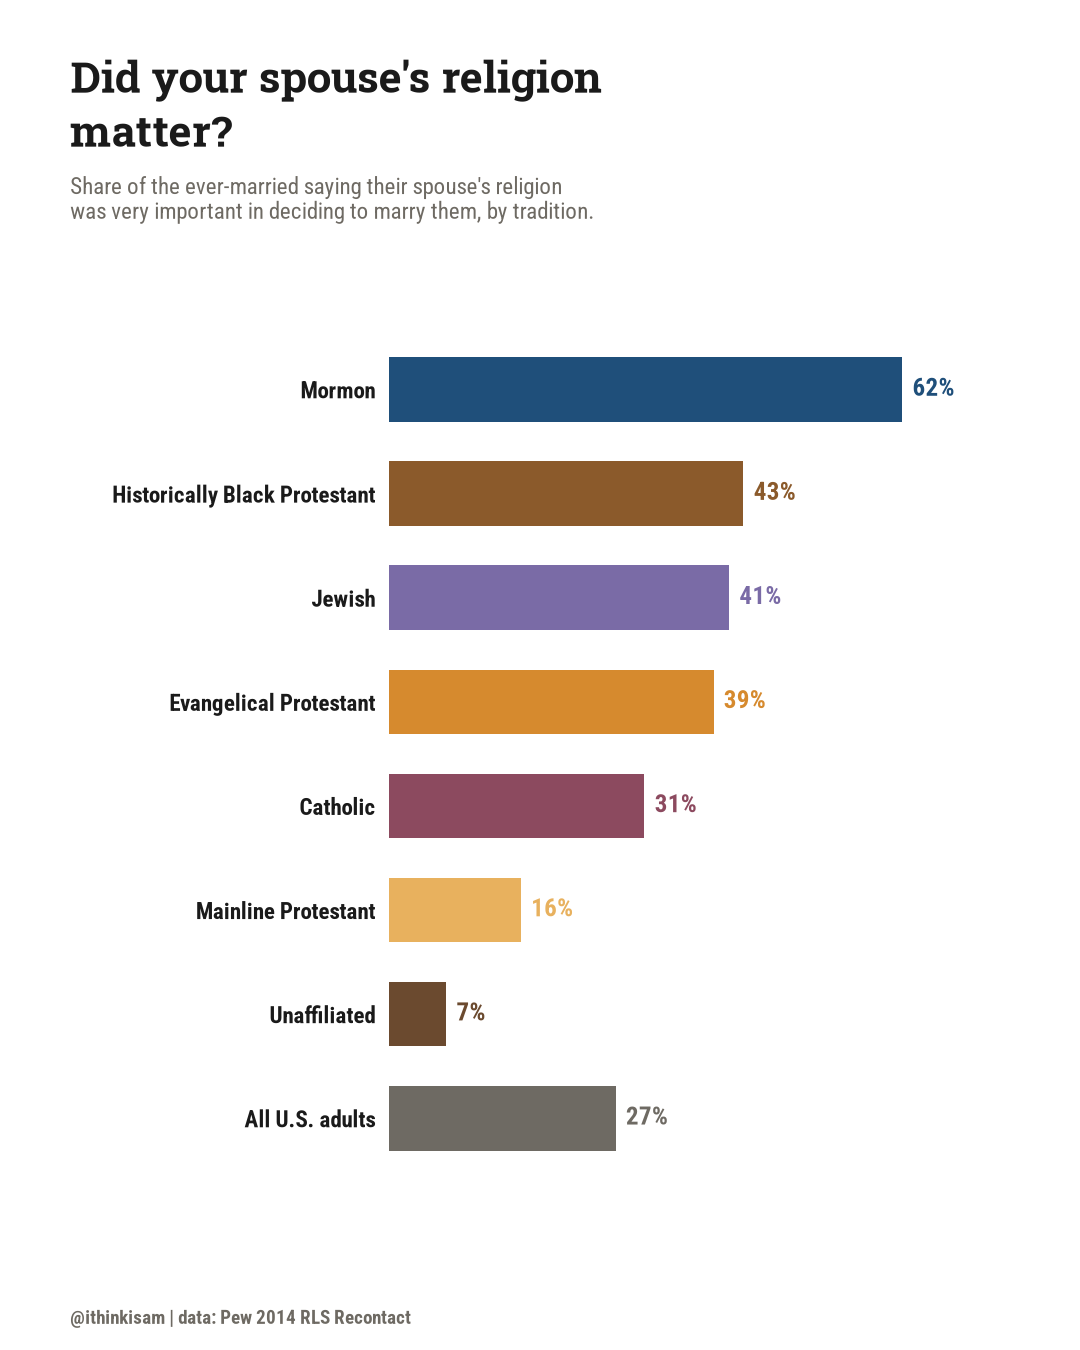 Did your spouse's religion
matter?
Share of the ever-married saying their spouse's religion
was very important in deciding to marry them, by tradition.
Mormon 62%
Historically Black Protestant 43%
Jewish 41%
Evangelical Protestant 39%
Catholic 31%
Mainline Protestant 16%
Unaffiliated 7%
All U.S. adults 27%
@ithinkisam | data: Pew 2014 RLS Recontact